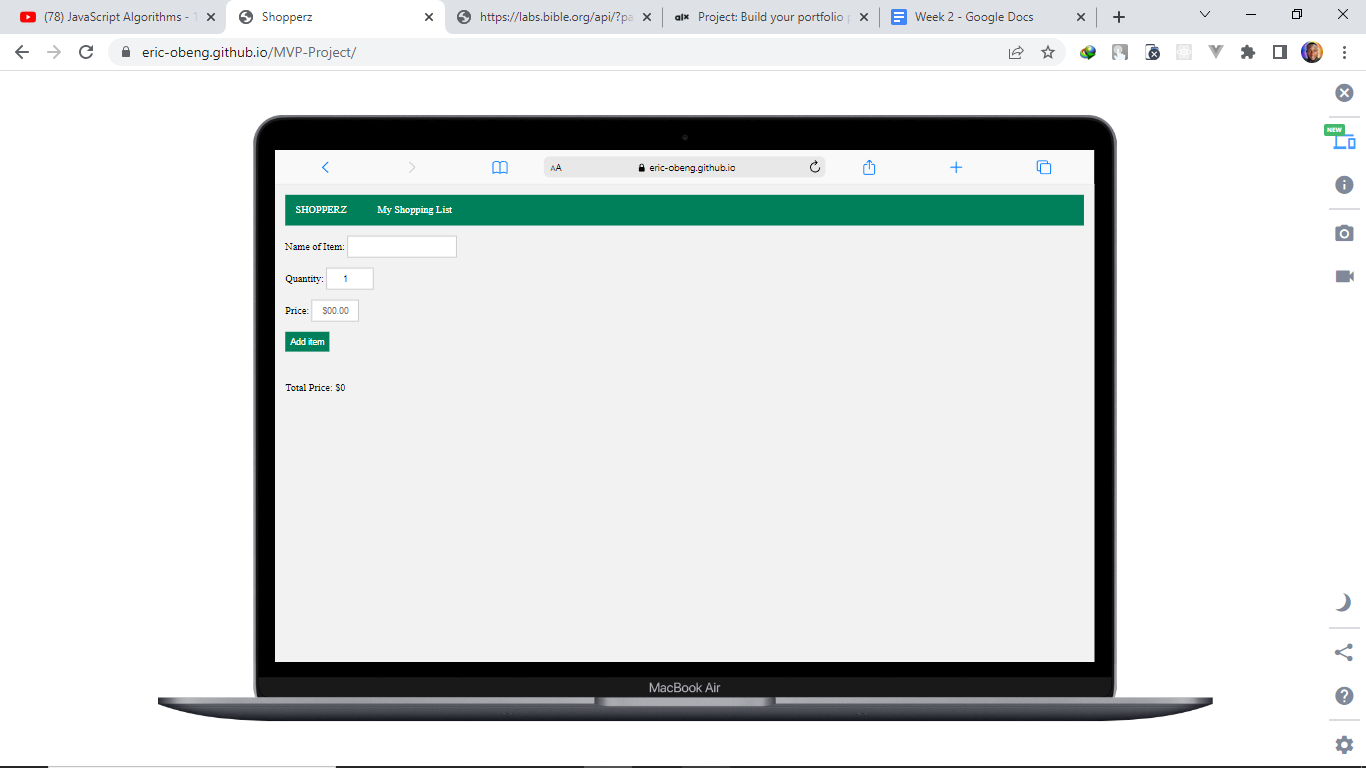 (78) JavaScript Algorithms -
Shopperz
https://labs.bible.org/api/?pa
alx Project: Build your portfolio
Week 2 - Google Docs
eric-obeng.github.io/MVP-Project/
NEW
AA eric-obeng.github.io
SHOPPERZ My Shopping List
Name of Item:
Quantity: 1
Price: $00.00
Add item
Total Price: $0
MacBook Air